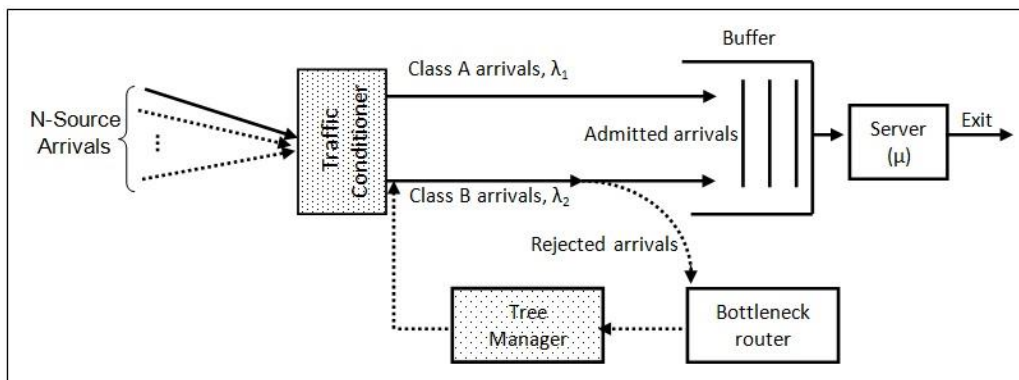 Buffer
Class A arrivals, λ₁
N-Source
Arrivals
Traffic
Conditioner
Admitted arrivals
Server
(μ)
Exit
Class B arrivals, λ₂
Rejected arrivals
Tree
Manager
Bottleneck
router